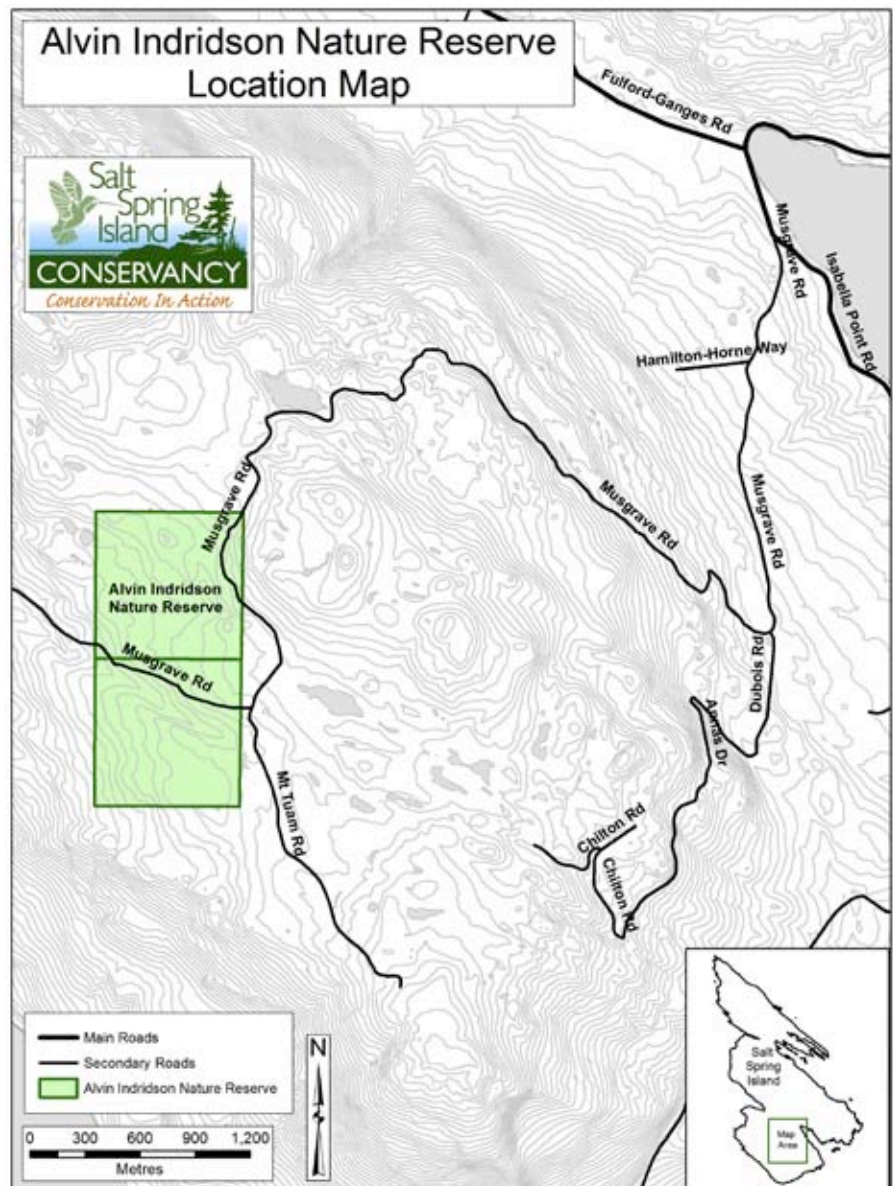 Alvin Indridson Nature Reserve
Location Map
Salt
Spring
Island
CONSERVANCY
Conservation In Action
Fulford-Ganges Rd
Musgrave Rd
Isabella Point Rd
Hamilton-Horne Way
Musgrave Rd
Musgrave Rd
Musgrave Rd
Alvin Indridson
Nature Reserve
Musgrave Rd
Dubois Rd
Annas Dr
Mt Tuam Rd
Chilton Rd
Chilton Rd
Main Roads
Secondary Roads
Alvin Indridson Nature Reserve
0 300 600 900 1,200
Metres
N
Salt
Spring
Island
Map
Area